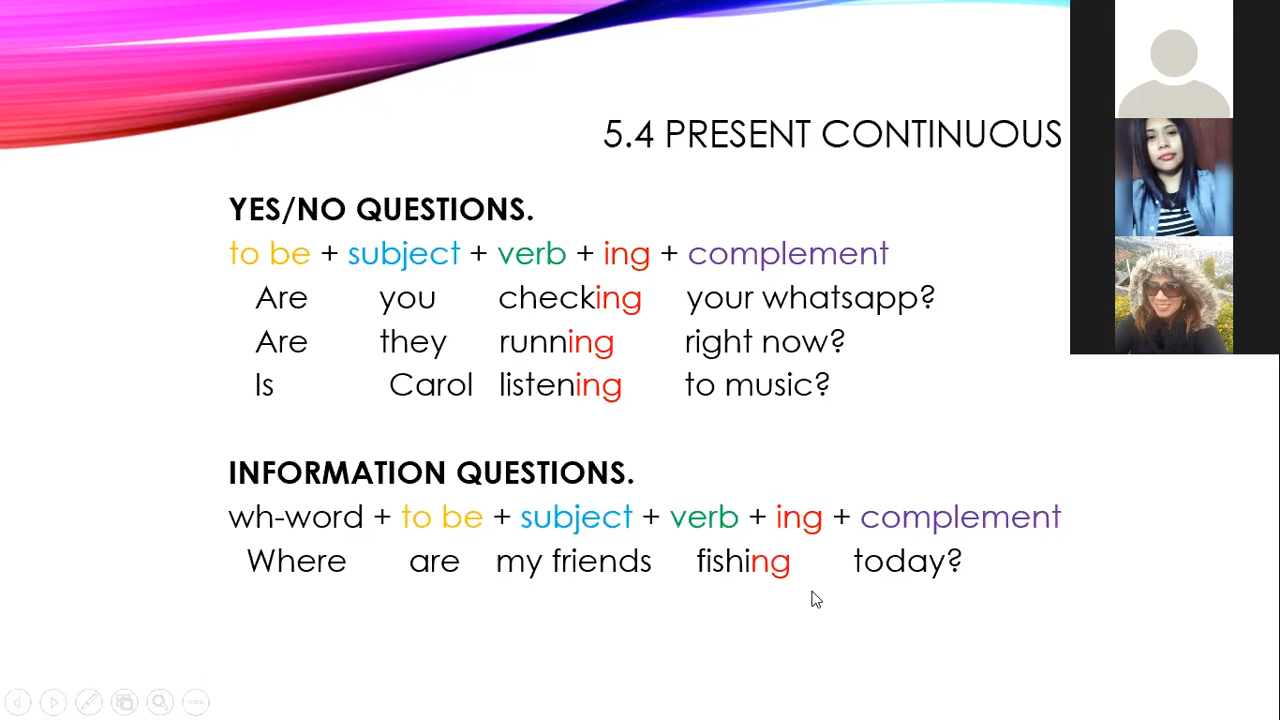 5.4 PRESENT CONTINUOUS
YES/NO QUESTIONS.
to be + subject + verb + ing + complement
Are you checking your whatsapp?
Are they running right now?
Is Carol listening to music?
INFORMATION QUESTIONS.
wh-word + to be + subject + verb + ing + complement
Where are my friends fishing today?